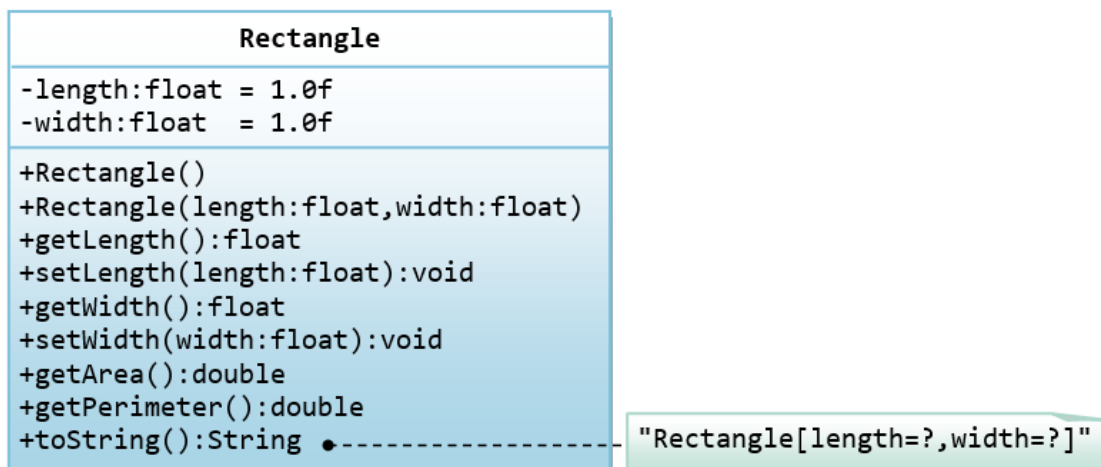 Rectangle
-length:float = 1.0f
-width:float  = 1.0f
+Rectangle()
+Rectangle(length:float,width:float)
+getLength():float
+setLength(length:float):void
+getWidth():float
+setWidth(width:float):void
+getArea():double
+getPerimeter():double
+toString():String
"Rectangle[length=?,width=?]"